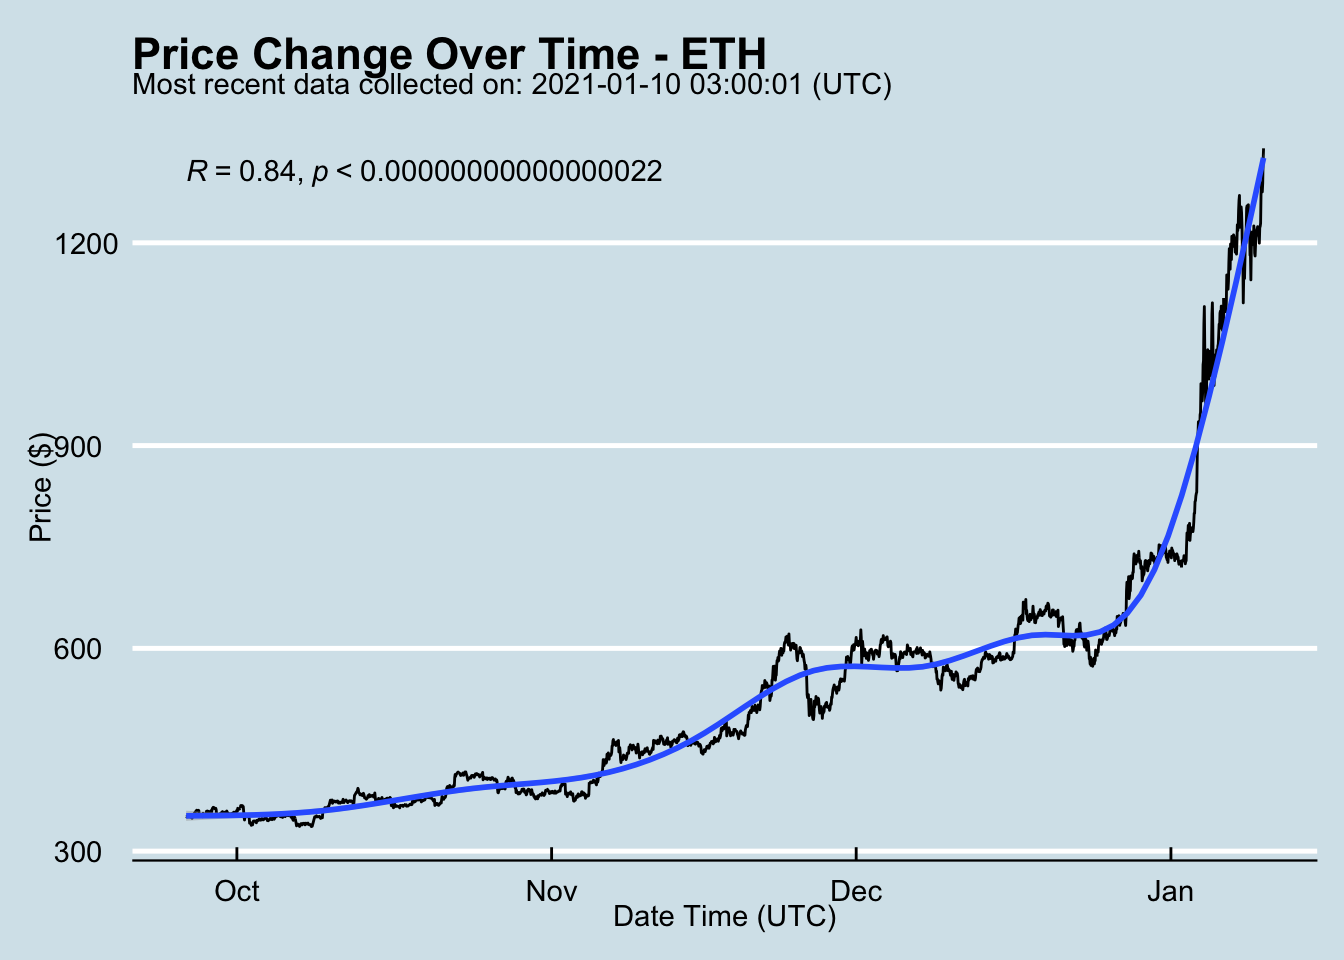 Price Change Over Time - ETH
Most recent data collected on: 2021-01-10 03:00:01 (UTC)
R = 0.84, p < 0.00000000000000022
1200
900
600
300
Price ($)
Oct Nov Dec Jan
Date Time (UTC)